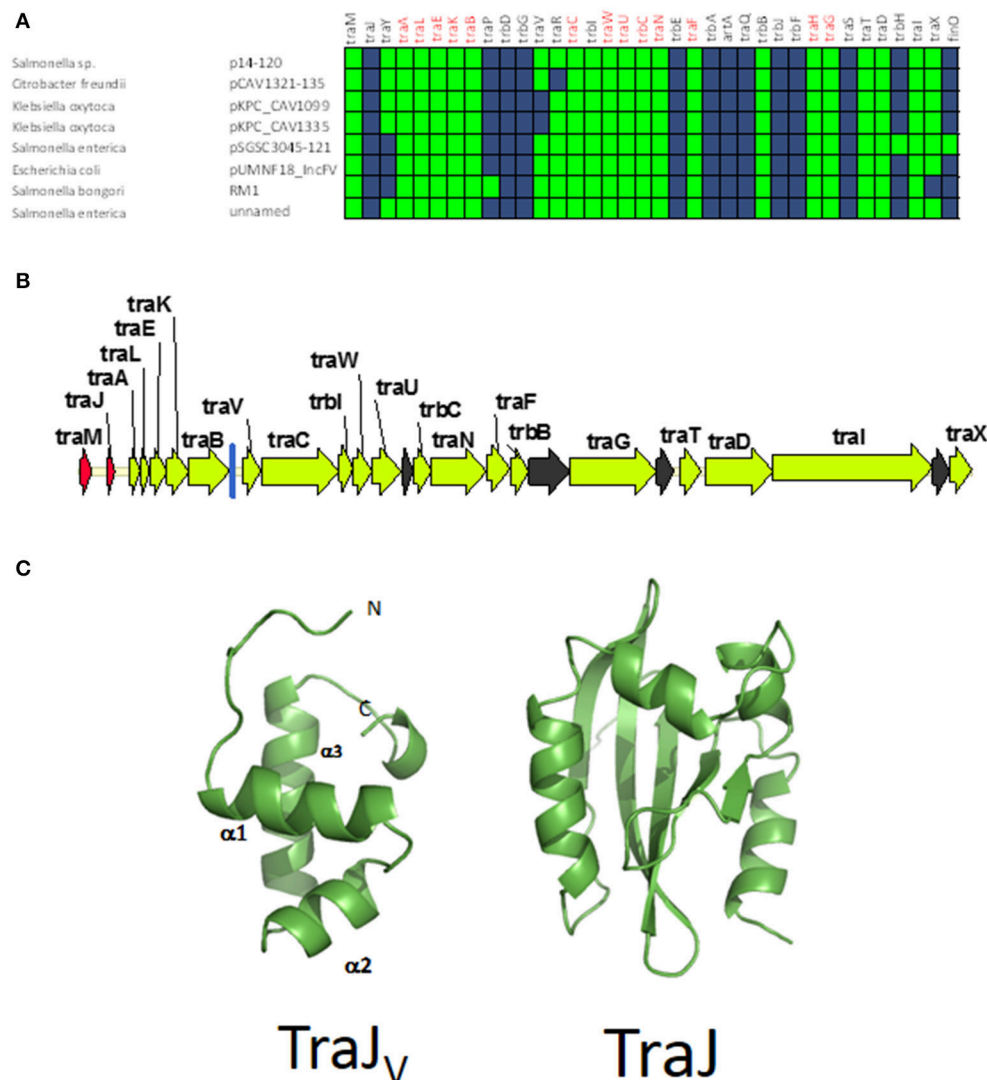 A
traM traJ traY traA traL traE traK traB traP trbD trbG traV traR traC trbI traW traU trbC traN trbE traF trbA artA traQ trbB trbJ trbF traH traG traS traT traD trbH traI traX finO
Salmonella sp. p14-120
Citrobacter freundii pCAV1321-135
Klebsiella oxytoca pKPC_CAV1099
Klebsiella oxytoca pKPC_CAV1335
Salmonella enterica pSGSC3045-121
Escherichia coli pUMNF18_IncFV
Salmonella bongori RM1
Salmonella enterica unnamed
B
traK
traE
traL
traA
traJ
traM
traB
traV
traC
trbI
traW
traU
trbC
traN
traF
trbB
traG
traT
traD
traI
traX
C
N
C
α3
α1
α2
TraJV
TraJ